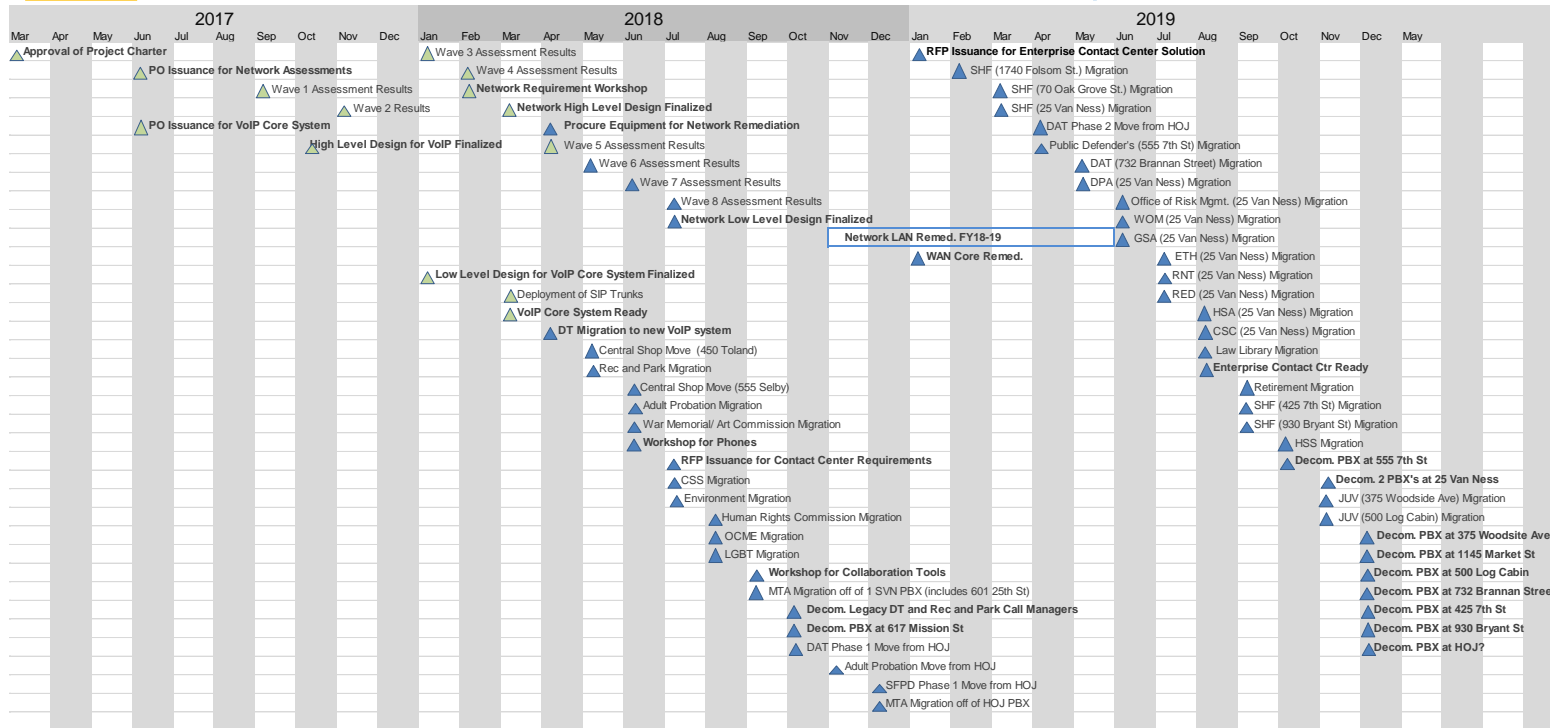 2017 2018 2019
Mar Apr May Jun Jul Aug Sep Oct Nov Dec Jan Feb Mar Apr May Jun Jul Aug Sep Oct Nov Dec Jan Feb Mar Apr May Jun Jul Aug Sep Oct Nov Dec May
Approval of Project Charter Wave 3 Assessment Results RFP Issuance for Enterprise Contact Center Solution
PO Issuance for Network Assessments Wave 4 Assessment Results SHF (1740 Folsom St.) Migration
Wave 1 Assessment Results Network Requirement Workshop SHF (70 Oak Grove St.) Migration
Wave 2 Results Network High Level Design Finalized SHF (25 Van Ness) Migration
PO Issuance for VoIP Core System Procure Equipment for Network Remediation DAT Phase 2 Move from HOJ
High Level Design for VoIP Finalized Wave 5 Assessment Results Public Defender's (555 7th St) Migration
Wave 6 Assessment Results DAT (732 Brannan Street) Migration
Wave 7 Assessment Results DPA (25 Van Ness) Migration
Wave 8 Assessment Results Office of Risk Mgmt. (25 Van Ness) Migration
Network Low Level Design Finalized WOM (25 Van Ness) Migration
Network LAN Remed. FY18-19 GSA (25 Van Ness) Migration
WAN Core Remed. ETH (25 Van Ness) Migration
Low Level Design for VoIP Core System Finalized RNT (25 Van Ness) Migration
Deployment of SIP Trunks RED (25 Van Ness) Migration
VoIP Core System Ready HSA (25 Van Ness) Migration
DT Migration to new VoIP system CSC (25 Van Ness) Migration
Central Shop Move (450 Toland) Law Library Migration
Rec and Park Migration Enterprise Contact Ctr Ready
Central Shop Move (555 Selby) Retirement Migration
Adult Probation Migration SHF (425 7th St) Migration
War Memorial/ Art Commission Migration SHF (930 Bryant St) Migration
Workshop for Phones HSS Migration
RFP Issuance for Contact Center Requirements Decom. PBX at 555 7th St
CSS Migration Decom. 2 PBX's at 25 Van Ness
Environment Migration JUV (375 Woodside Ave) Migration
Human Rights Commission Migration JUV (500 Log Cabin) Migration
OCME Migration Decom. PBX at 375 Woodsite Ave
LGBT Migration Decom. PBX at 1145 Market St
Workshop for Collaboration Tools Decom. PBX at 500 Log Cabin
MTA Migration off of 1 SVN PBX (includes 601 25th St) Decom. PBX at 732 Brannan Stree
Decom. Legacy DT and Rec and Park Call Managers Decom. PBX at 425 7th St
Decom. PBX at 617 Mission St Decom. PBX at 930 Bryant St
DAT Phase 1 Move from HOJ Decom. PBX at HOJ?
Adult Probation Move from HOJ
SFPD Phase 1 Move from HOJ
MTA Migration off of HOJ PBX